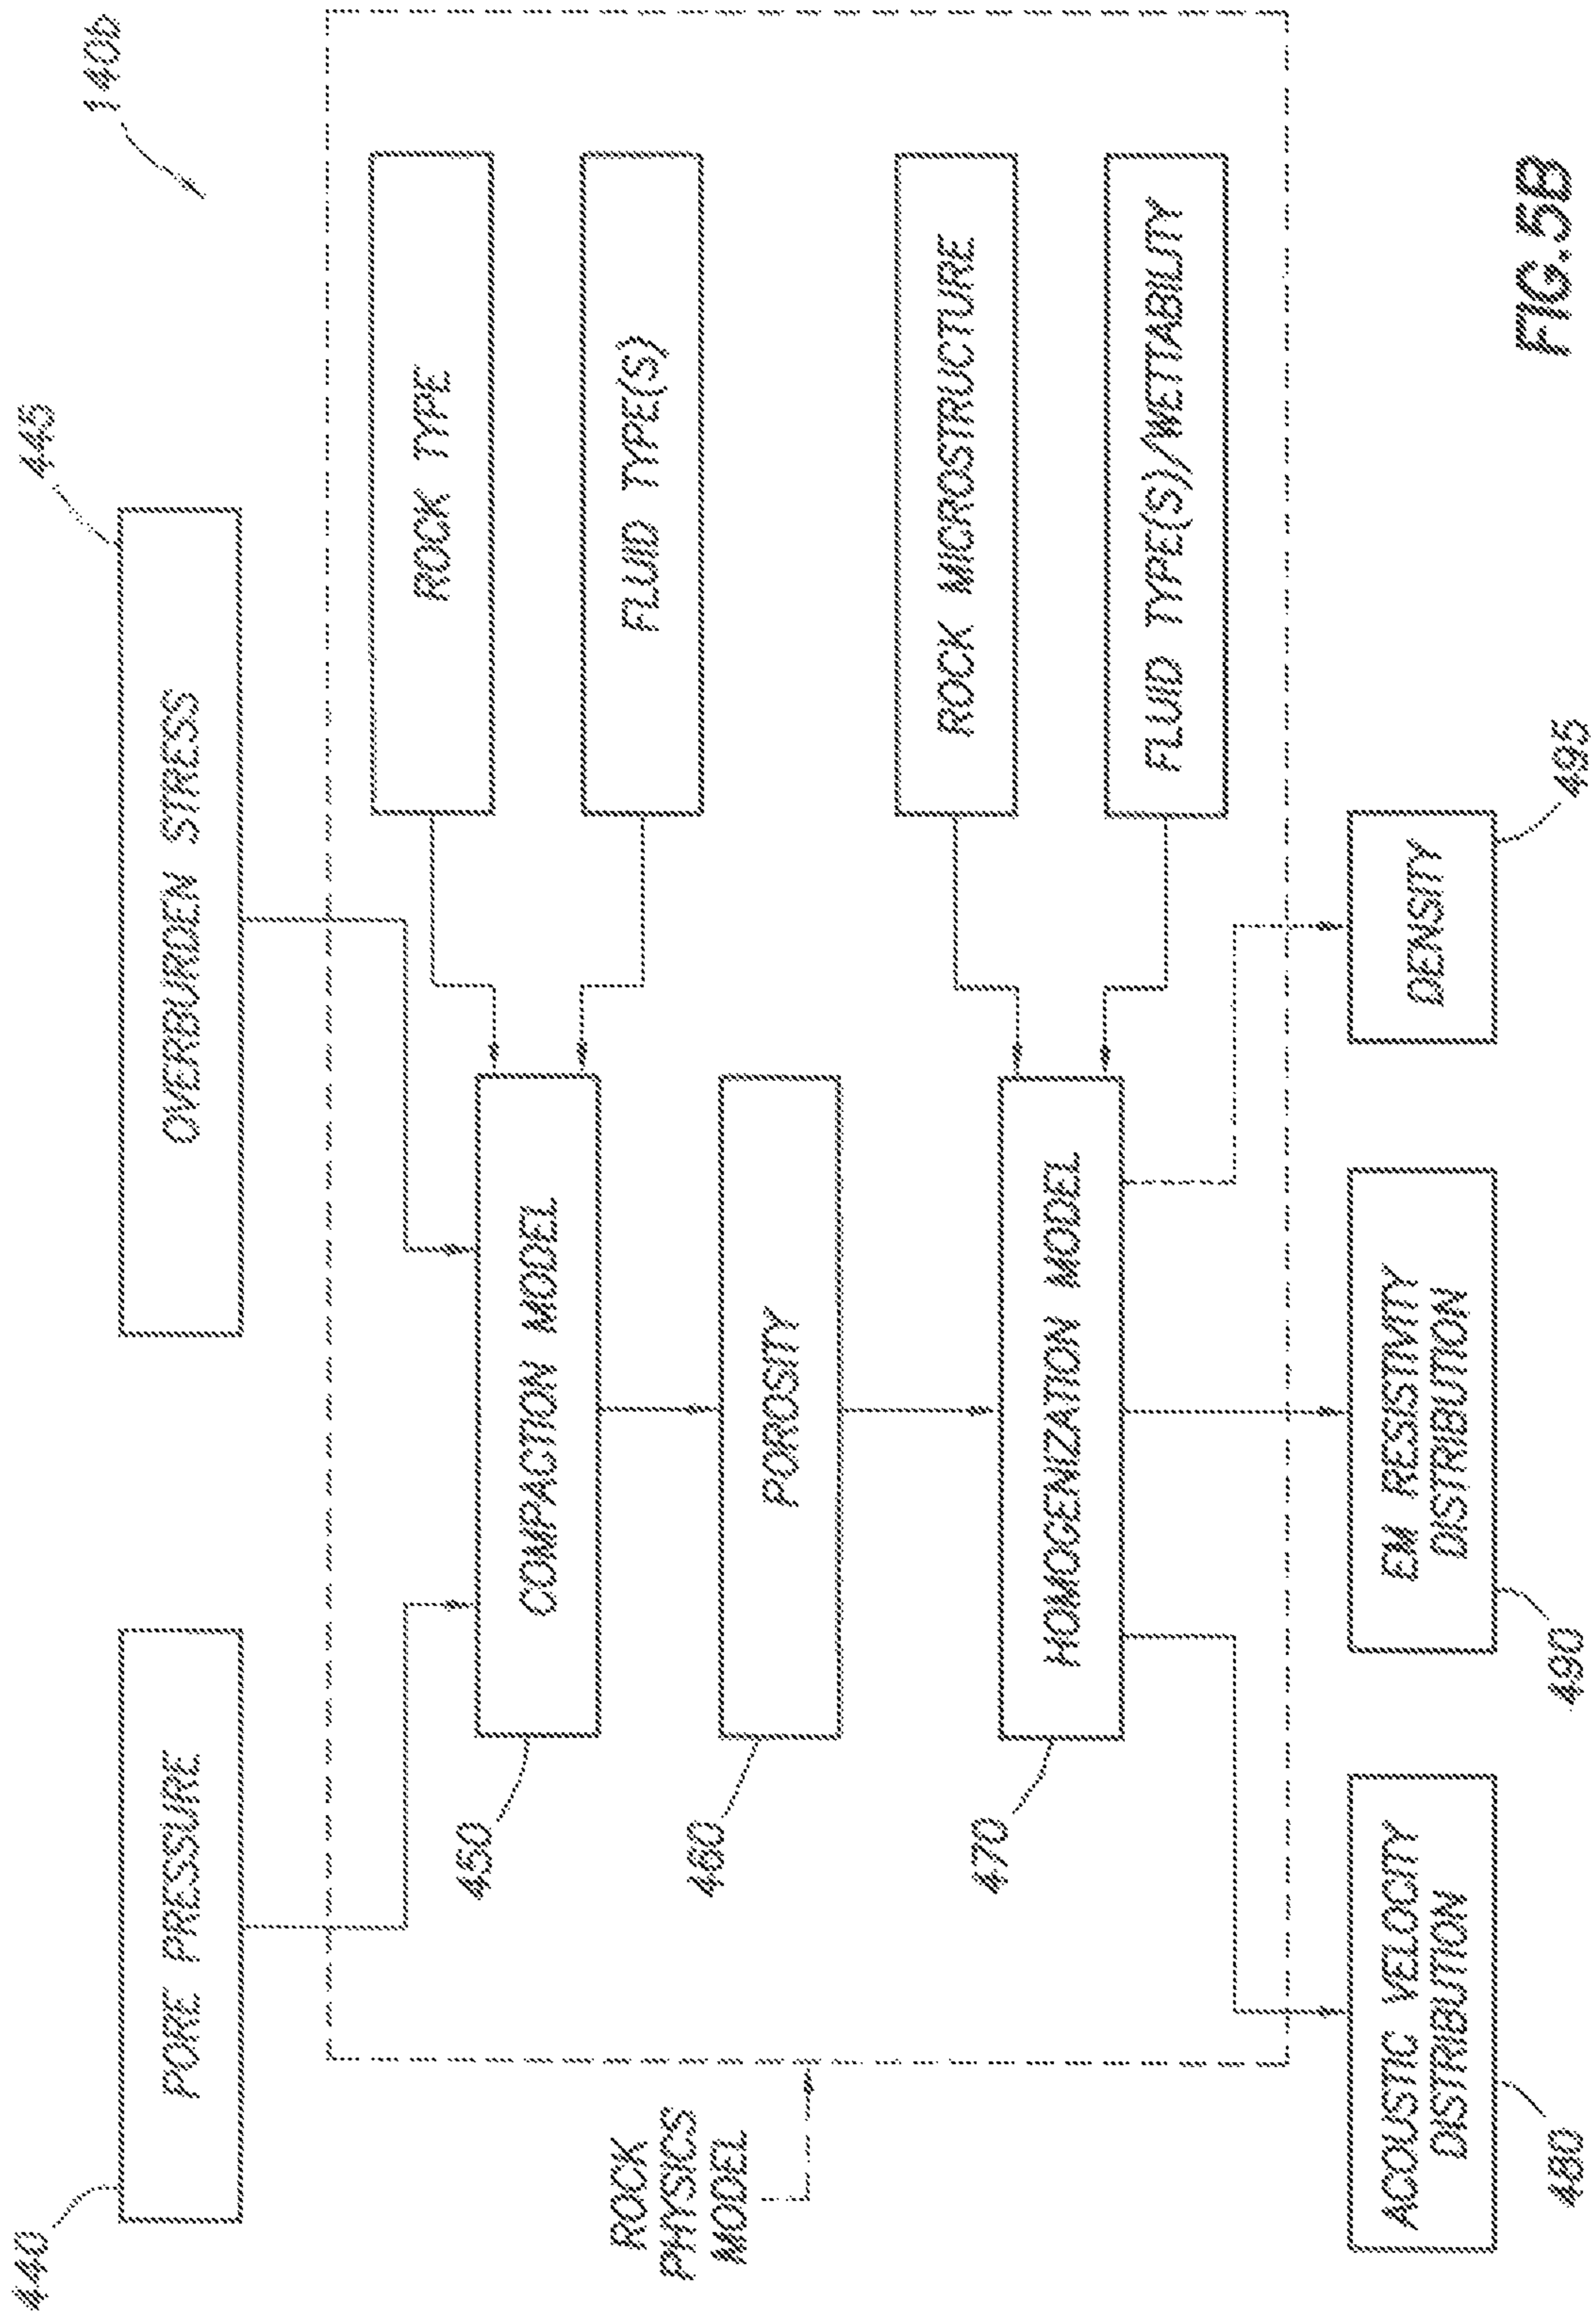 140b
440
PORE PRESSURE
445
OVERBURDEN STRESS
ROCK
PHYSICS
MODEL
450
COMPACTION MODEL
ROCK TYPE
FLUID TYPE(S)
460
POROSITY
470
HOMOGENIZATION MODEL
ROCK MICROSTRUCTURE
FLUID TYPE(S)/WETTABILITY
ACOUSTIC VELOCITY
DISTRIBUTION
480
EM RESISTIVITY
DISTRIBUTION
490
DENSITY
495
FIG.5B